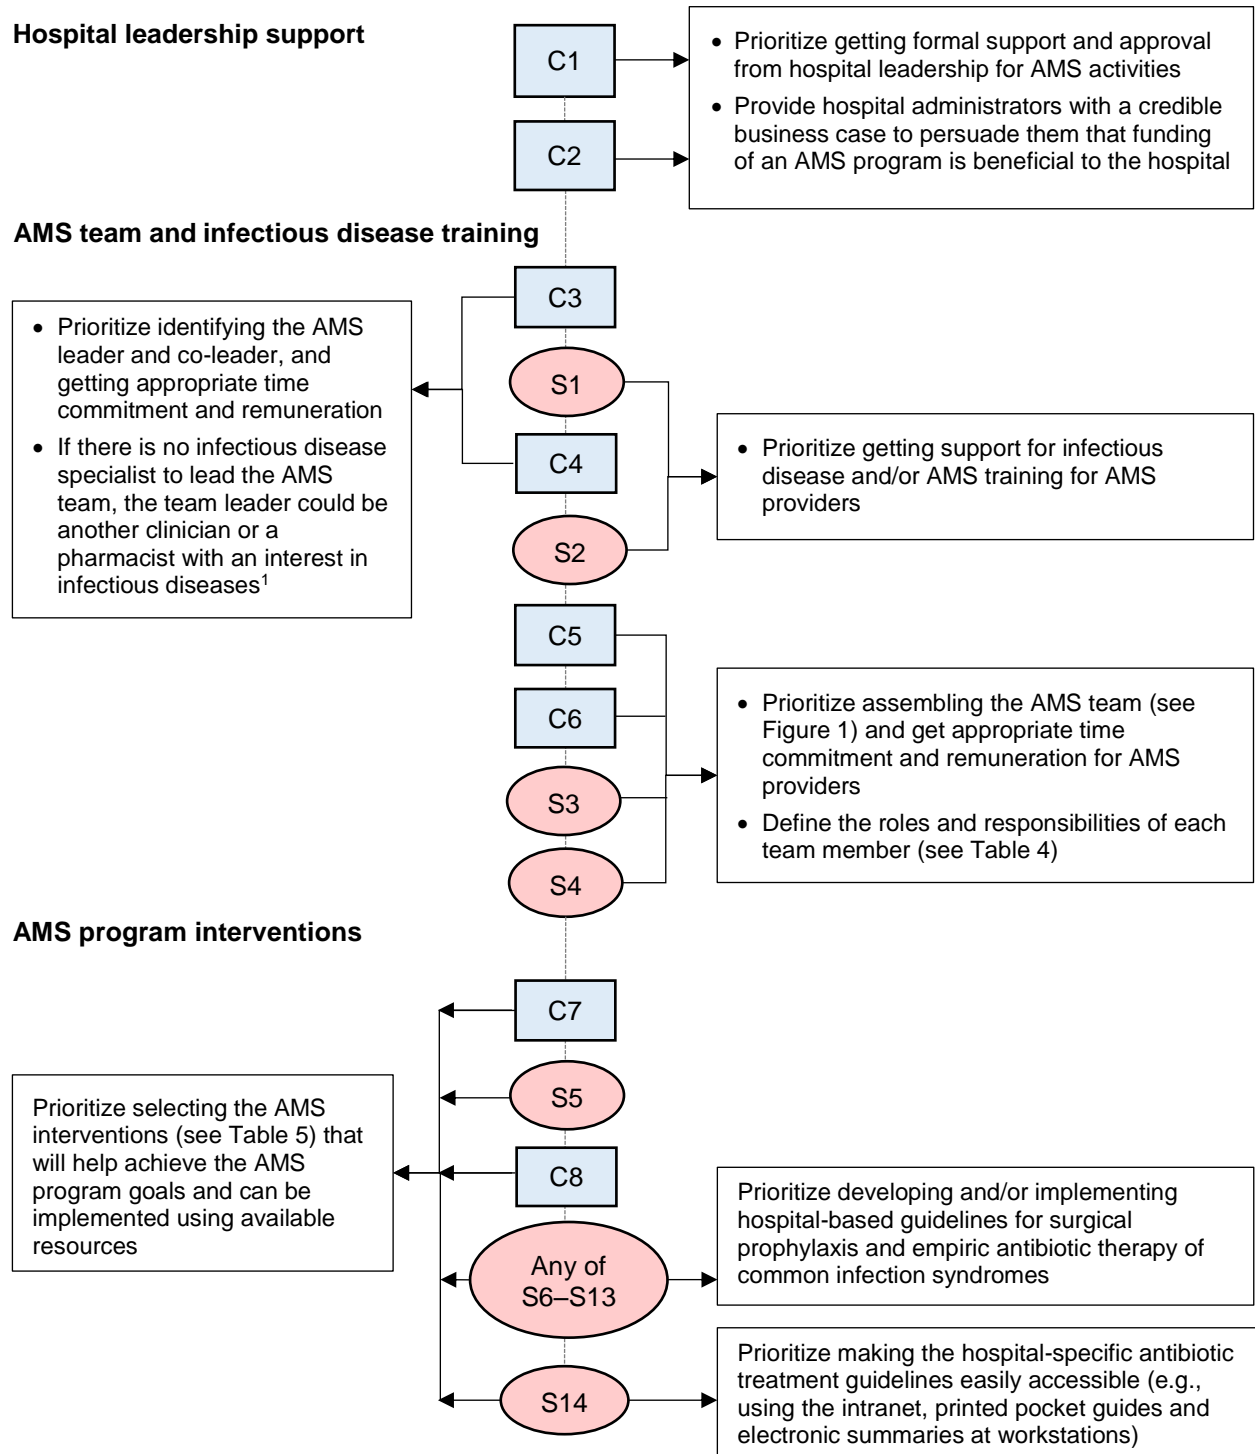 Hospital leadership support
C1
• Prioritize getting formal support and approval
from hospital leadership for AMS activities
• Provide hospital administrators with a credible
business case to persuade them that funding
of an AMS program is beneficial to the hospital
C2
AMS team and infectious disease training
C3
• Prioritize identifying the AMS
leader and co-leader, and
getting appropriate time
commitment and remuneration
• If there is no infectious disease
specialist to lead the AMS
team, the team leader could be
another clinician or a
pharmacist with an interest in
infectious diseases¹
S1
C4
S2
• Prioritize getting support for infectious
disease and/or AMS training for AMS
providers
C5
C6
S3
S4
• Prioritize assembling the AMS team (see
Figure 1) and get appropriate time
commitment and remuneration for AMS
providers
• Define the roles and responsibilities of each
team member (see Table 4)
AMS program interventions
C7
S5
C8
Prioritize selecting the AMS
interventions (see Table 5) that
will help achieve the AMS
program goals and can be
implemented using available
resources
Any of
S6–S13
Prioritize developing and/or implementing
hospital-based guidelines for surgical
prophylaxis and empiric antibiotic therapy of
common infection syndromes
S14
Prioritize making the hospital-specific antibiotic
treatment guidelines easily accessible (e.g.,
using the intranet, printed pocket guides and
electronic summaries at workstations)